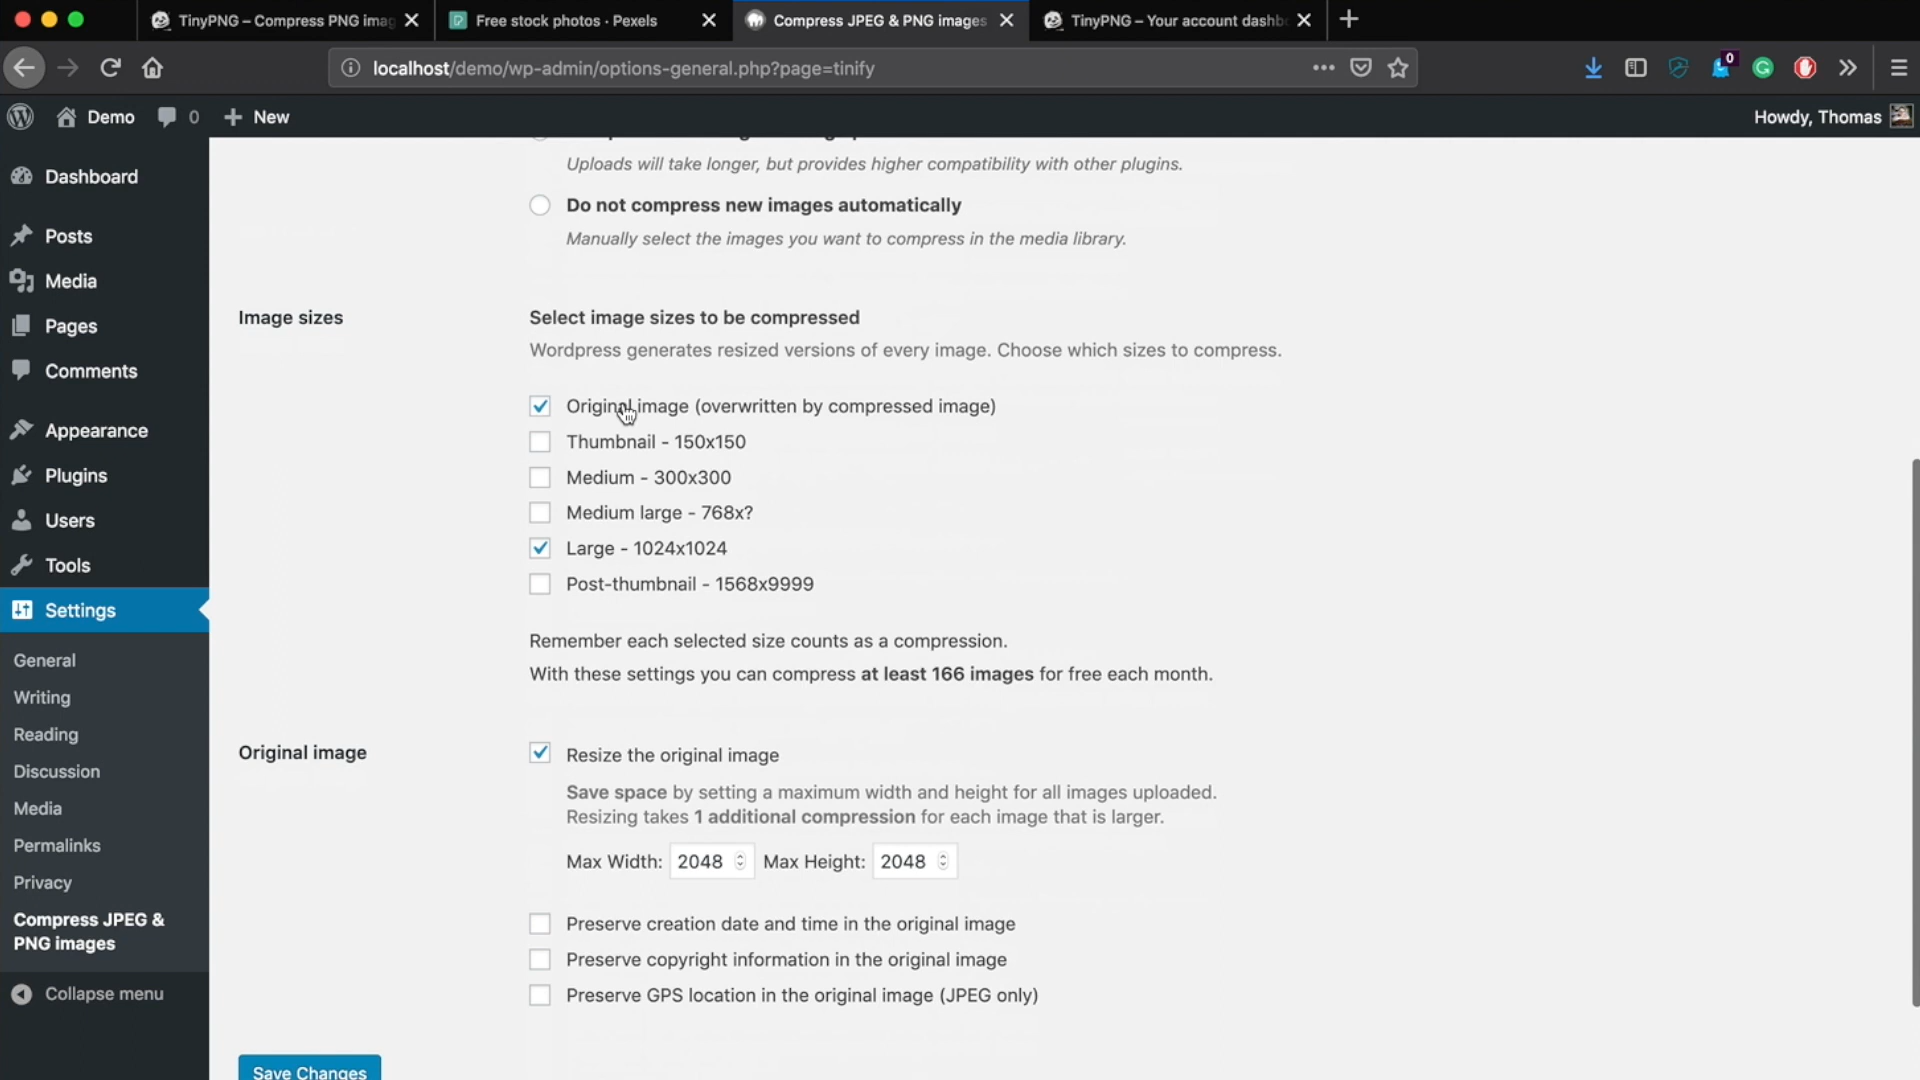 TinyPNG – Compress PNG imag
Free stock photos · Pexels
Compress JPEG & PNG images
TinyPNG – Your account dashb
localhost/demo/wp-admin/options-general.php?page=tinify
0
Demo
0
New
Howdy, Thomas
Dashboard
Posts
Media
Pages
Comments
Appearance
Plugins
Users
Tools
Settings
General
Writing
Reading
Discussion
Media
Permalinks
Privacy
Compress JPEG &
PNG images
Collapse menu
Uploads will take longer, but provides higher compatibility with other plugins.
Do not compress new images automatically
Manually select the images you want to compress in the media library.
Image sizes
Select image sizes to be compressed
Wordpress generates resized versions of every image. Choose which sizes to compress.
Original image (overwritten by compressed image)
Thumbnail - 150x150
Medium - 300x300
Medium large - 768x?
Large - 1024x1024
Post-thumbnail - 1568x9999
Remember each selected size counts as a compression.
With these settings you can compress at least 166 images for free each month.
Original image
Resize the original image
Save space by setting a maximum width and height for all images uploaded.
Resizing takes 1 additional compression for each image that is larger.
Max Width: 2048 Max Height: 2048
Preserve creation date and time in the original image
Preserve copyright information in the original image
Preserve GPS location in the original image (JPEG only)
Save Changes